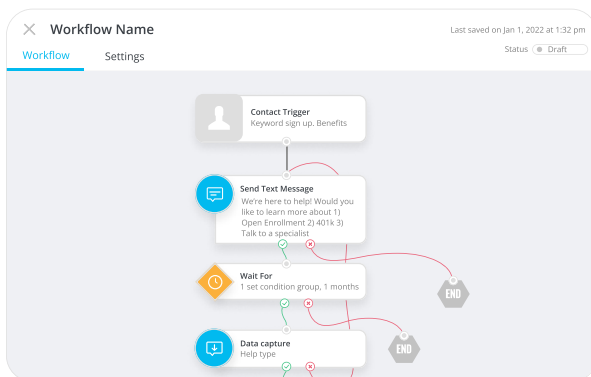 Workflow Name
Last saved on Jan 1, 2022 at 1:32 pm
Workflow
Settings
Status
Draft
Contact Trigger
Keyword sign up. Benefits
Send Text Message
We're here to help! Would you
like to learn more about 1)
Open Enrollment 2) 401k 3)
Talk to a specialist
END
Wait For
1 set condition group, 1 months
END
Data capture
Help type